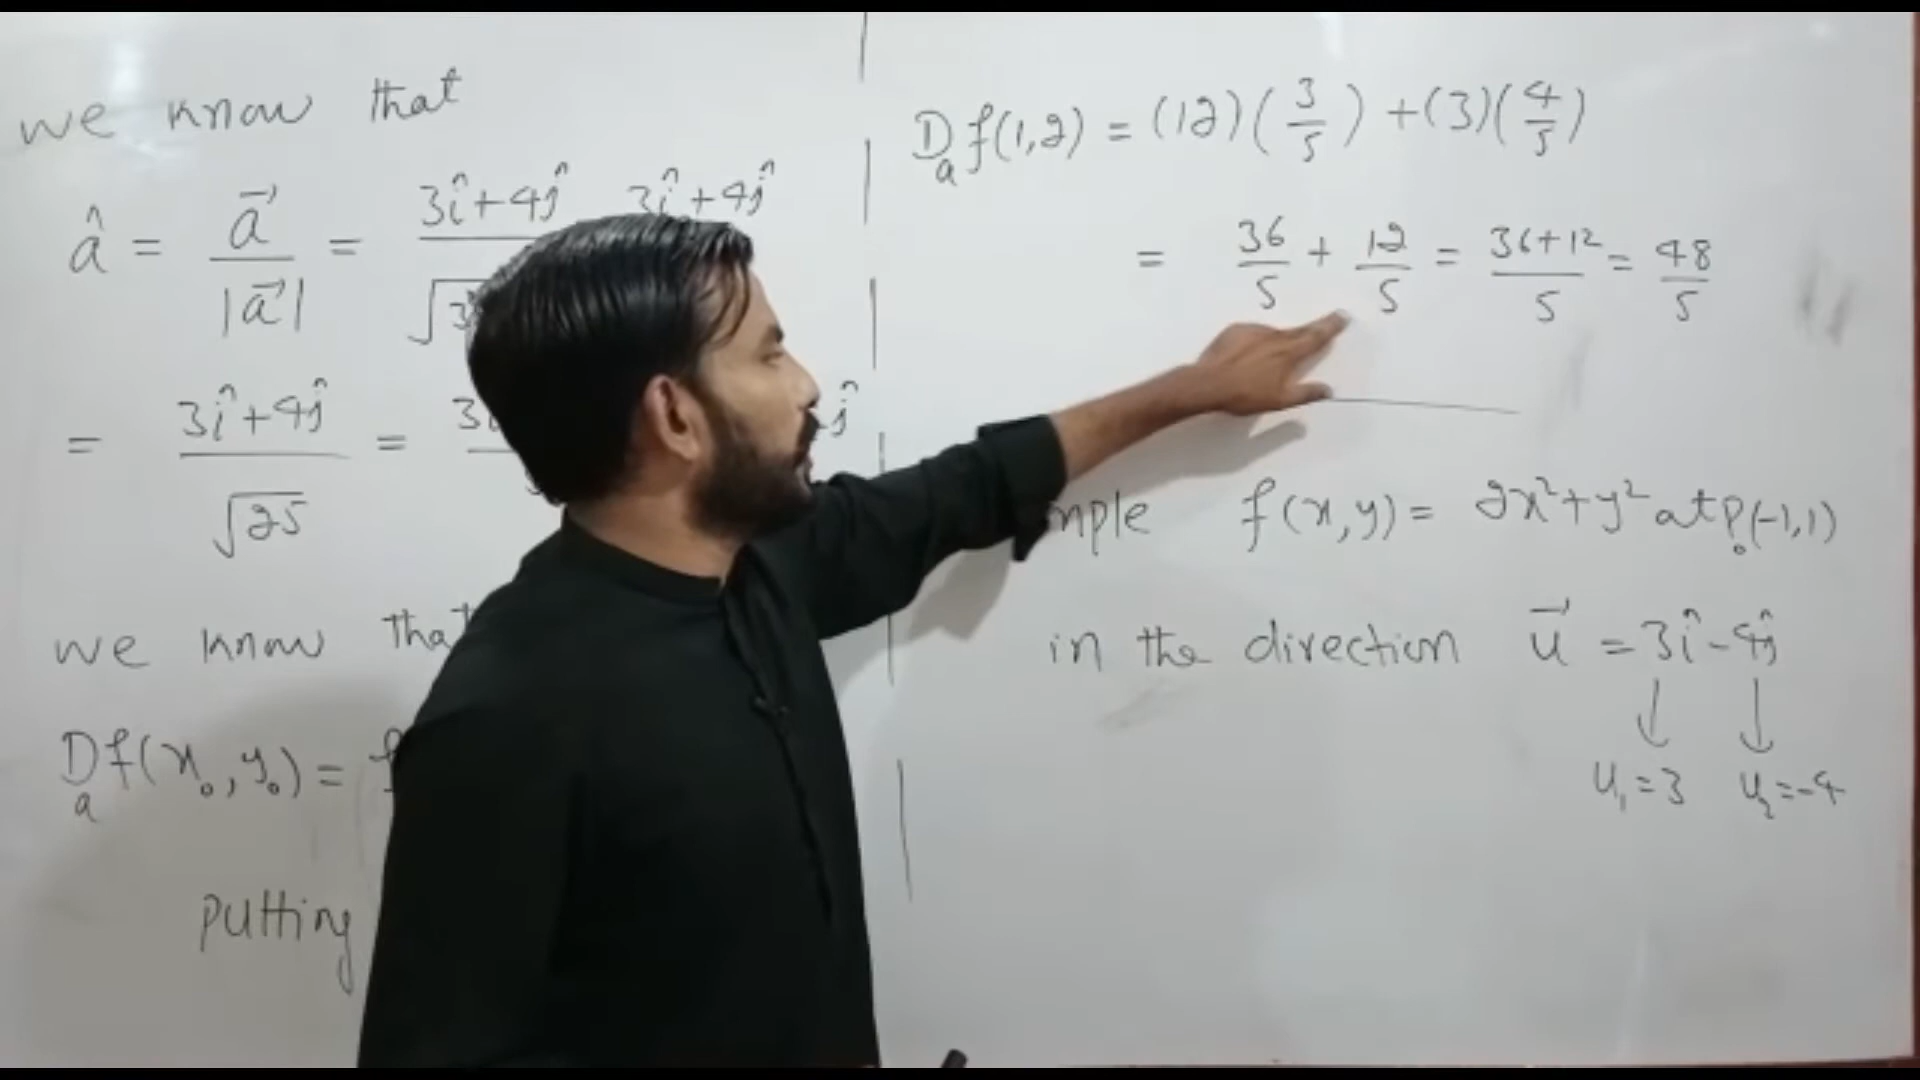 we know that
â = a⃗ / |a⃗| = 3î+4ĵ / √3 3î+4ĵ
= 3î+4ĵ / √25 = 3 ĵ
we know that
D_a f(x₀,y₀) = f
putting
D_a f(1,2) = (12)(3/5) + (3)(4/5)
= 36/5 + 12/5 = 36+12/5 = 48/5
mple f(x,y) = 2x²+y² at P₀(-1,1)
in the direction u⃗ = 3î-4ĵ
↓ ↓
u₁=3 u₂=-4